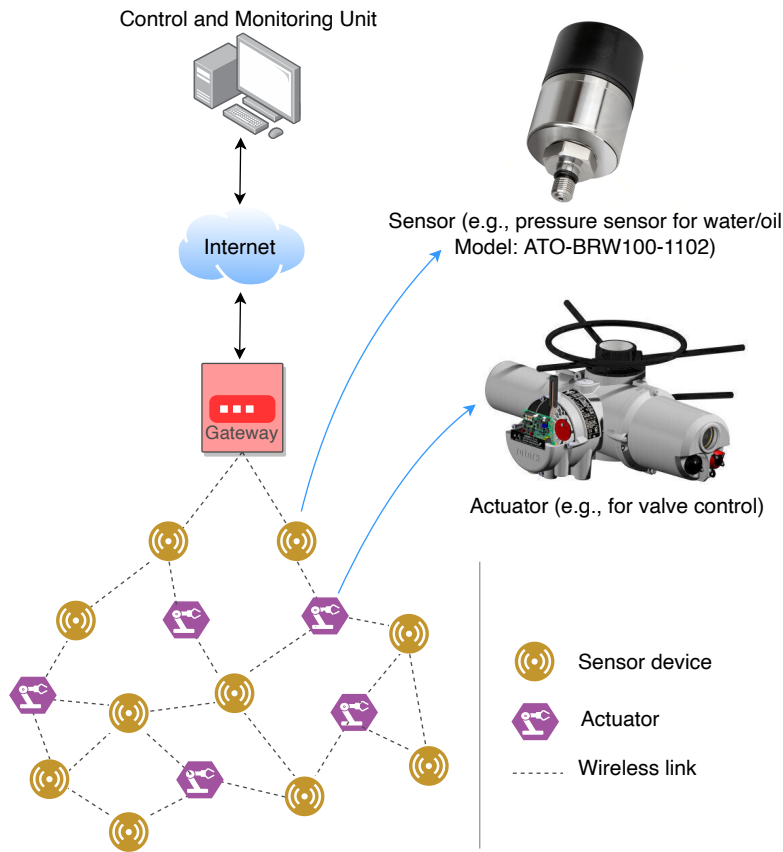 Control and Monitoring Unit
Internet
Sensor (e.g., pressure sensor for water/oil
Model: ATO-BRW100-1102)
Gateway
Actuator (e.g., for valve control)
Sensor device
Actuator
Wireless link